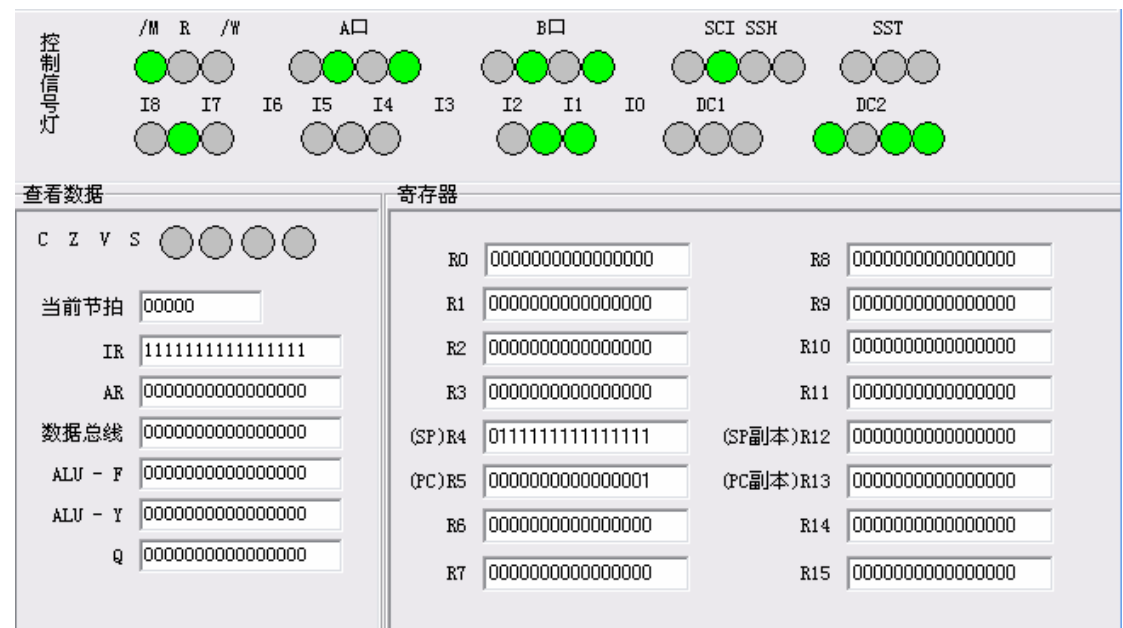 控制信号灯
/M R /W A口 B口 SCI SSH SST
I8 I7 I6 I5 I4 I3 I2 I1 I0 DC1 DC2
查看数据
C Z V S
当前节拍 00000
IR 1111111111111111
AR 0000000000000000
数据总线 0000000000000000
ALU - F 0000000000000000
ALU - Y 0000000000000000
Q 0000000000000000
寄存器
R0 0000000000000000 R8 0000000000000000
R1 0000000000000000 R9 0000000000000000
R2 0000000000000000 R10 0000000000000000
R3 0000000000000000 R11 0000000000000000
(SP)R4 0111111111111111 (SP副本)R12 0000000000000000
(PC)R5 0000000000000001 (PC副本)R13 0000000000000000
R6 0000000000000000 R14 0000000000000000
R7 0000000000000000 R15 0000000000000000